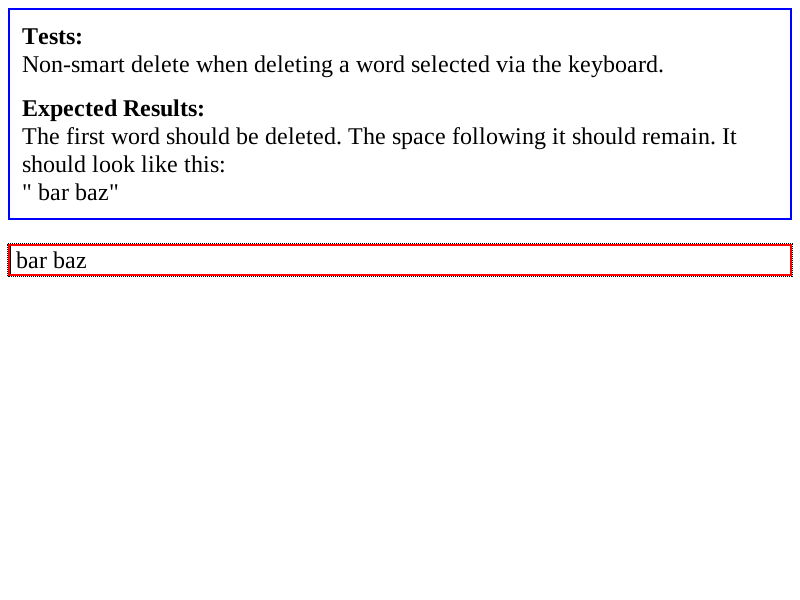 Tests:
Non-smart delete when deleting a word selected via the keyboard.
Expected Results:
The first word should be deleted. The space following it should remain. It
should look like this:
" bar baz"
bar baz